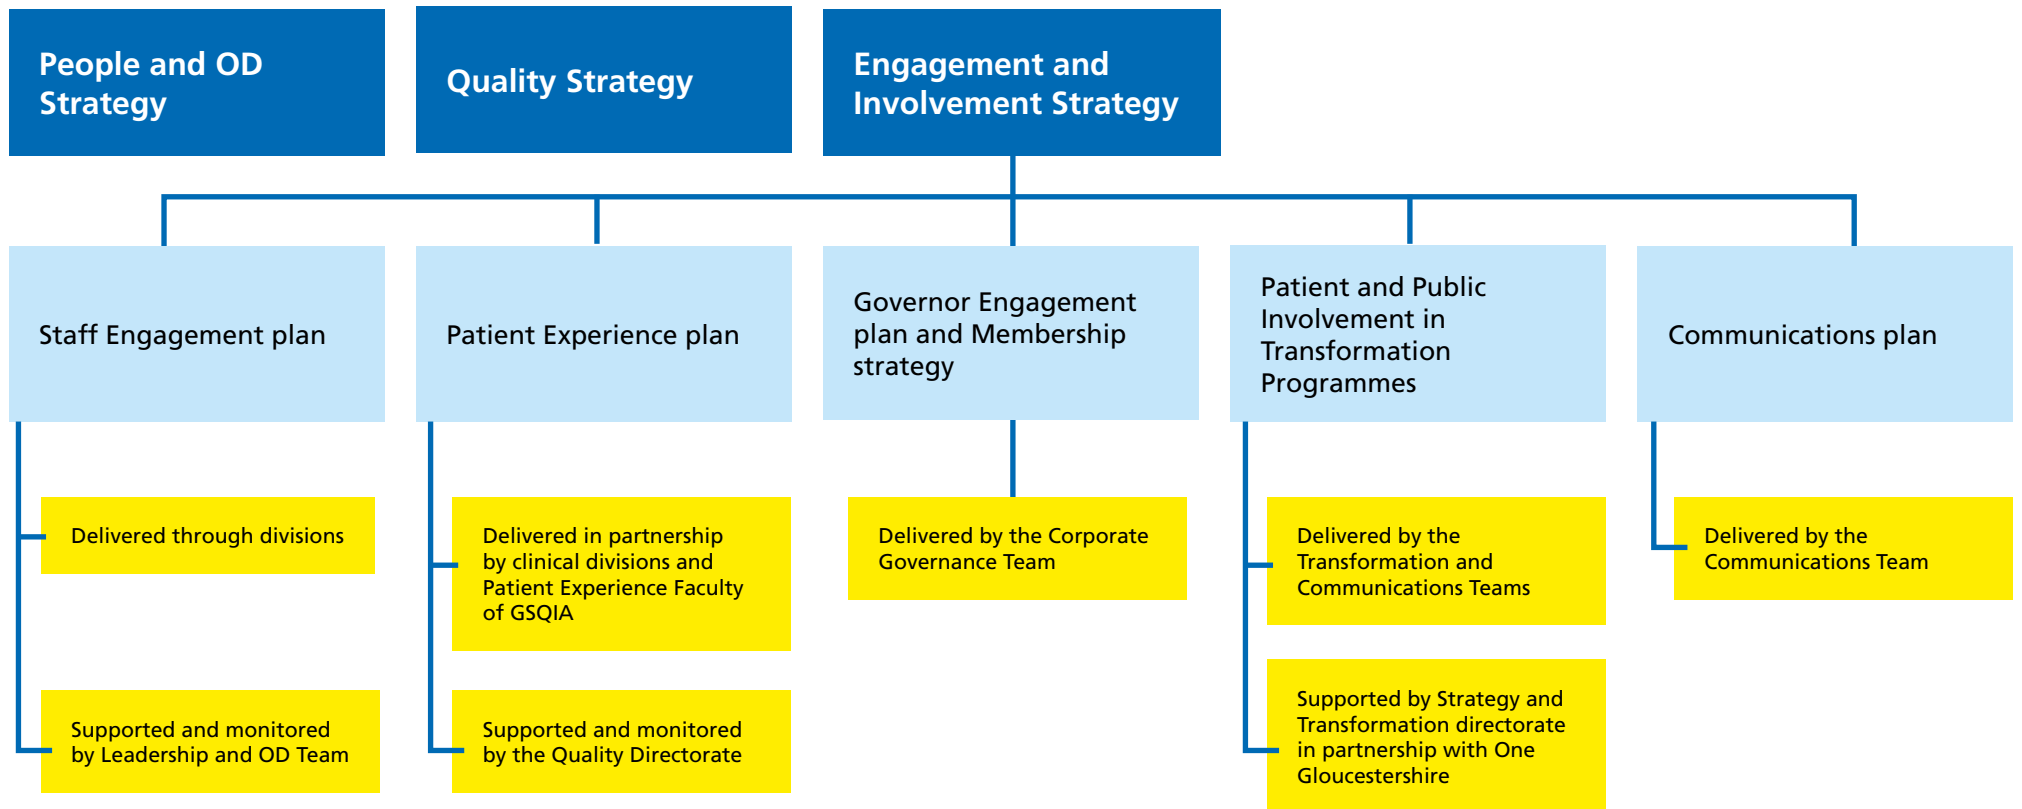 People and OD
Strategy
Quality Strategy
Engagement and
Involvement Strategy
Staff Engagement plan
Patient Experience plan
Governor Engagement
plan and Membership
strategy
Patient and Public
Involvement in
Transformation
Programmes
Communications plan
Delivered through divisions
Delivered in partnership
by clinical divisions and
Patient Experience Faculty
of GSQIA
Delivered by the Corporate
Governance Team
Delivered by the
Transformation and
Communications Teams
Delivered by the
Communications Team
Supported and monitored
by Leadership and OD Team
Supported and monitored
by the Quality Directorate
Supported by Strategy and
Transformation directorate
in partnership with One
Gloucestershire